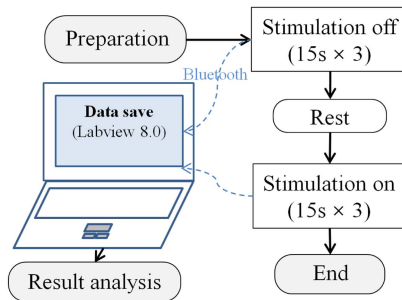 Preparation
Stimulation off
(15s × 3)
Bluetooth
Data save
(Labview 8.0)
Rest
Stimulation on
(15s × 3)
Result analysis
End